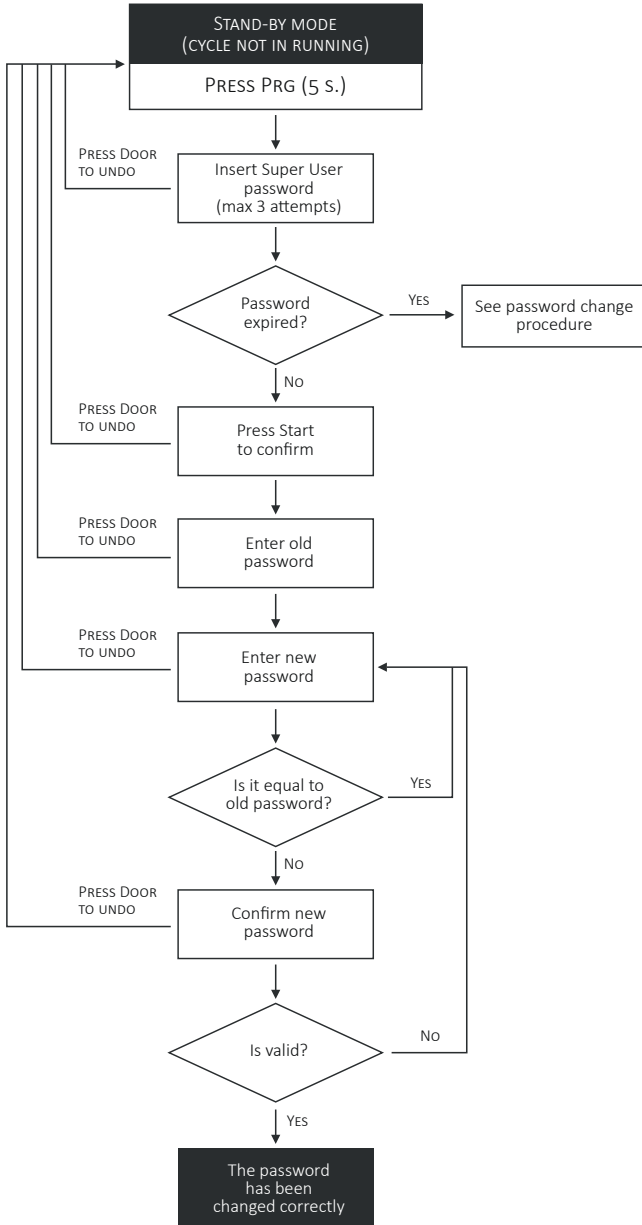 STAND-BY MODE
(CYCLE NOT IN RUNNING)
PRESS PRG (5 S.)
PRESS DOOR
TO UNDO
Insert Super User
password
(max 3 attempts)
Password
expired?
YES
See password change
procedure
NO
PRESS DOOR
TO UNDO
Press Start
to confirm
PRESS DOOR
TO UNDO
Enter old
password
PRESS DOOR
TO UNDO
Enter new
password
Is it equal to
old password?
YES
NO
PRESS DOOR
TO UNDO
Confirm new
password
Is valid?
NO
YES
The password
has been
changed correctly